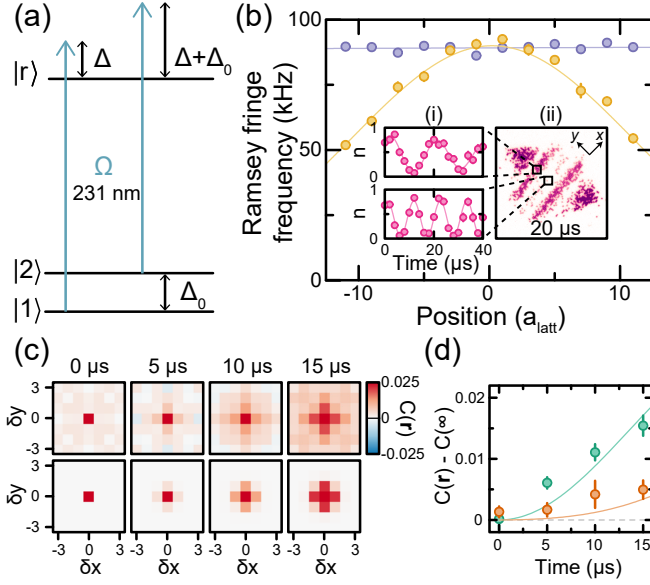 (a)
Δ
Δ+Δ₀
|r⟩
Ω
231 nm
|2⟩
|1⟩
Δ₀
(b)
Ramsey fringe
frequency (kHz)
100
50
0
-10
0
10
Position (a_latt)
(i)
1
n
0
1
n
0
0
20
40
Time (μs)
(ii)
y
x
20 μs
(c)
0 μs
5 μs
10 μs
15 μs
3
δy 0
-3
3
δy 0
-3
-3 0 3
-3 0 3
-3 0 3
-3 0 3
δx
δx
δx
δx
0.025
C(r)
-0.025
(d)
C(r) - C(∞)
0.02
0.01
0
0 5 10 15
Time (μs)